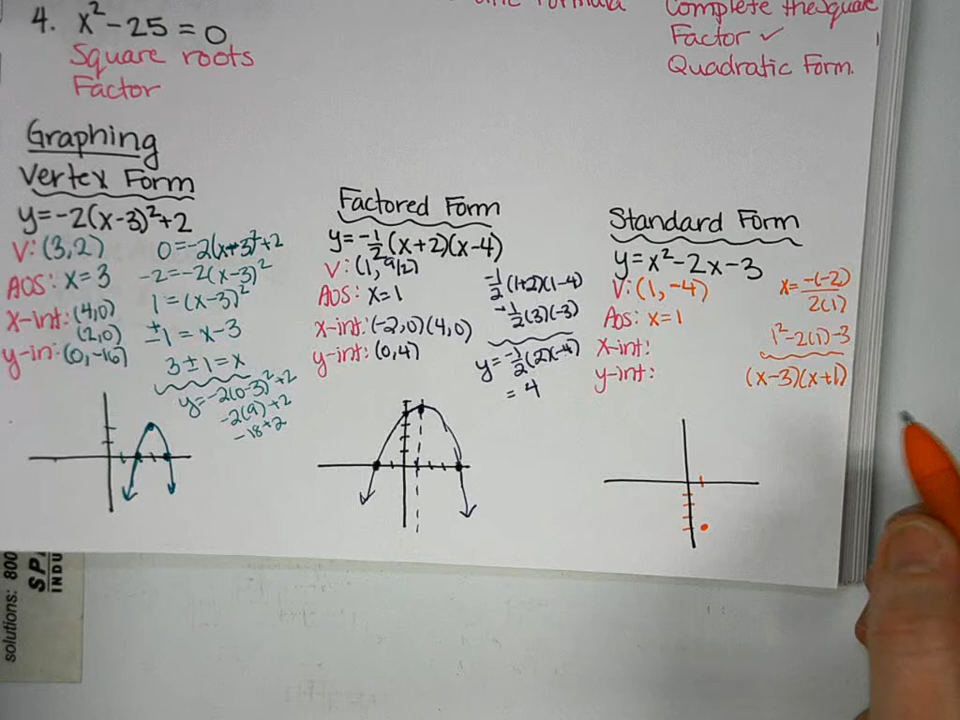 4. x² - 25 = 0
Square roots
Factor
Formula
Complete the Square
Factor ✓
Quadratic Form.
Graphing
Vertex Form
y=-2(x-3)²+2
V: (3,2)
AOS: x=3
x-int: (4,0)
(2,0)
y-in: (0,-16)
0=-2(x-3)²+2
-2=-2(x-3)²
1=(x-3)²
±1=x-3
3±1=x
y=-2(0-3)²+2
-2(9)+2
-18+2
Factored Form
y=-1/2(x+2)(x-4)
V: (1, 9/2)
AOS: x=1
x-int: (-2,0)(4,0)
y-int: (0,4)
-1/2(1+2)(1-4)
-1/2(3)(-3)
y=-1/2(2)(-4)
= 4
Standard Form
y=x²-2x-3
V: (1,-4)
Aos: x=1
x-int:
y-int:
x=-(-2)/2(1)
1²-2(1)-3
(x-3)(x+1)
solutions: 800
INDU